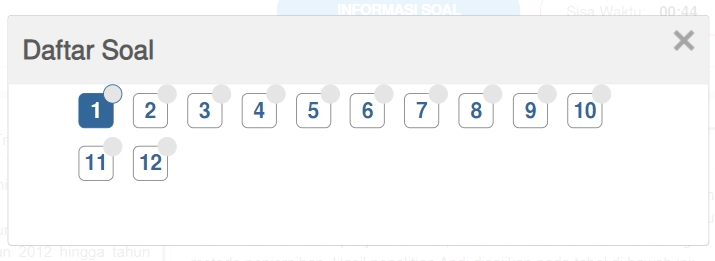 INFORMASI SOAL
Sisa Waktu: 00:44
Daftar Soal
1 2 3 4 5 6 7 8 9 10
11 12
2012 hingga tahun